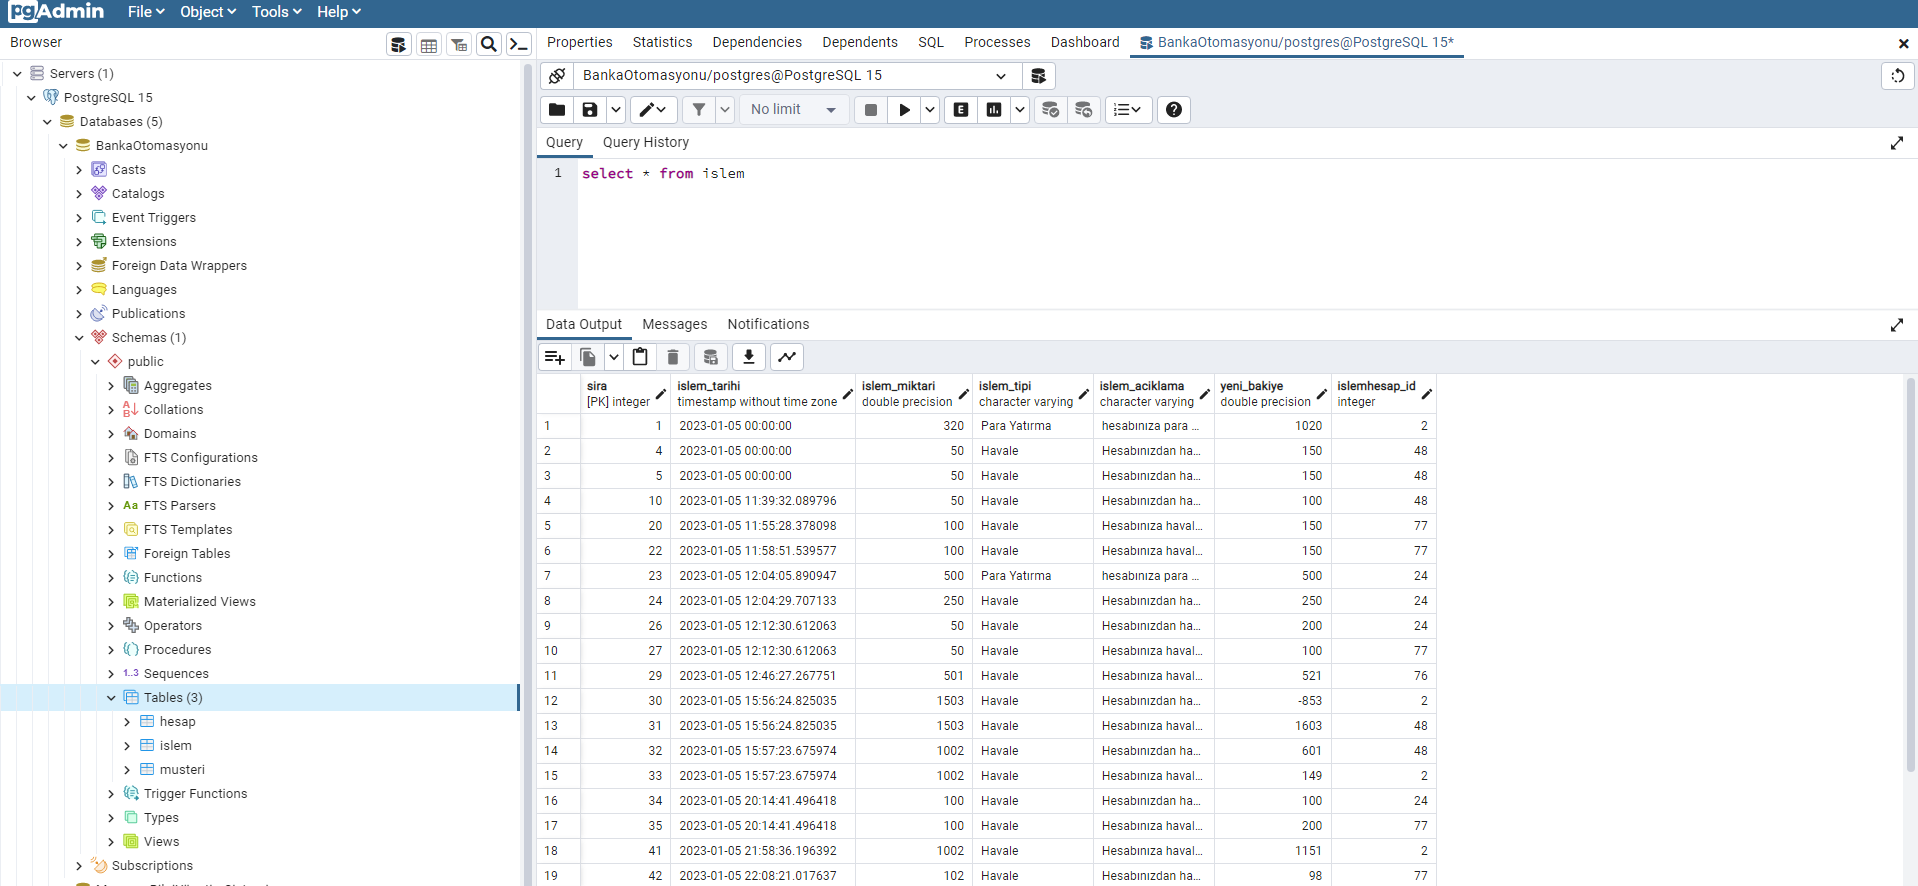 pgAdmin File Object Tools Help
Browser
Properties Statistics Dependencies Dependents SQL Processes Dashboard BankaOtomasyonu/postgres@PostgreSQL 15*
BankaOtomasyonu/postgres@PostgreSQL 15
No limit
E
Query Query History
1 select * from islem
Servers (1)
PostgreSQL 15
Databases (5)
BankaOtomasyonu
Casts
Catalogs
Event Triggers
Extensions
Foreign Data Wrappers
Languages
Publications
Schemas (1)
public
Aggregates
Collations
Domains
FTS Configurations
FTS Dictionaries
Aa FTS Parsers
FTS Templates
Foreign Tables
Functions
Materialized Views
Operators
Procedures
1..3 Sequences
Tables (3)
hesap
islem
musteri
Trigger Functions
Types
Views
Subscriptions
Data Output Messages Notifications
sira islem_tarihi islem_miktari islem_tipi islem_aciklama yeni_bakiye islemhesap_id
[PK] integer timestamp without time zone double precision character varying character varying double precision integer
1 1 2023-01-05 00:00:00 320 Para Yatırma hesabınıza para ... 1020 2
2 4 2023-01-05 00:00:00 50 Havale Hesabınızdan ha... 150 48
3 5 2023-01-05 00:00:00 50 Havale Hesabınızdan ha... 150 48
4 10 2023-01-05 11:39:32.089796 50 Havale Hesabınızdan ha... 100 48
5 20 2023-01-05 11:55:28.378098 100 Havale Hesabınıza haval... 150 77
6 22 2023-01-05 11:58:51.539577 100 Havale Hesabınıza haval... 150 77
7 23 2023-01-05 12:04:05.890947 500 Para Yatırma hesabınıza para ... 500 24
8 24 2023-01-05 12:04:29.707133 250 Havale Hesabınızdan ha... 250 24
9 26 2023-01-05 12:12:30.612063 50 Havale Hesabınızdan ha... 200 24
10 27 2023-01-05 12:12:30.612063 50 Havale Hesabınıza haval... 100 77
11 29 2023-01-05 12:46:27.267751 501 Havale Hesabınıza haval... 521 76
12 30 2023-01-05 15:56:24.825035 1503 Havale Hesabınızdan ha... -853 2
13 31 2023-01-05 15:56:24.825035 1503 Havale Hesabınıza haval... 1603 48
14 32 2023-01-05 15:57:23.675974 1002 Havale Hesabınızdan ha... 601 48
15 33 2023-01-05 15:57:23.675974 1002 Havale Hesabınıza haval... 149 2
16 34 2023-01-05 20:14:41.496418 100 Havale Hesabınızdan ha... 100 24
17 35 2023-01-05 20:14:41.496418 100 Havale Hesabınıza haval... 200 77
18 41 2023-01-05 21:58:36.196392 1002 Havale Hesabınıza haval... 1151 2
19 42 2023-01-05 22:08:21.017637 102 Havale Hesabınızdan ha... 98 77